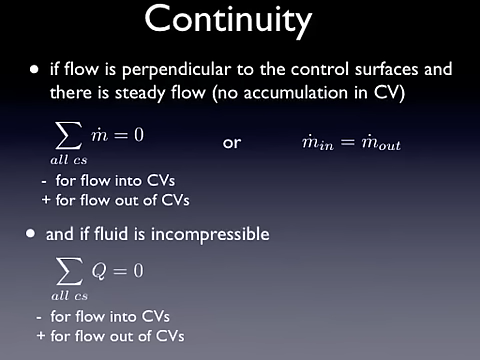 Continuity
• if flow is perpendicular to the control surfaces and
there is steady flow (no accumulation in CV)
∑ ṁ = 0 or ṁ_in = ṁ_out
all cs
- for flow into CVs
+ for flow out of CVs
• and if fluid is incompressible
∑ Q = 0
all cs
- for flow into CVs
+ for flow out of CVs